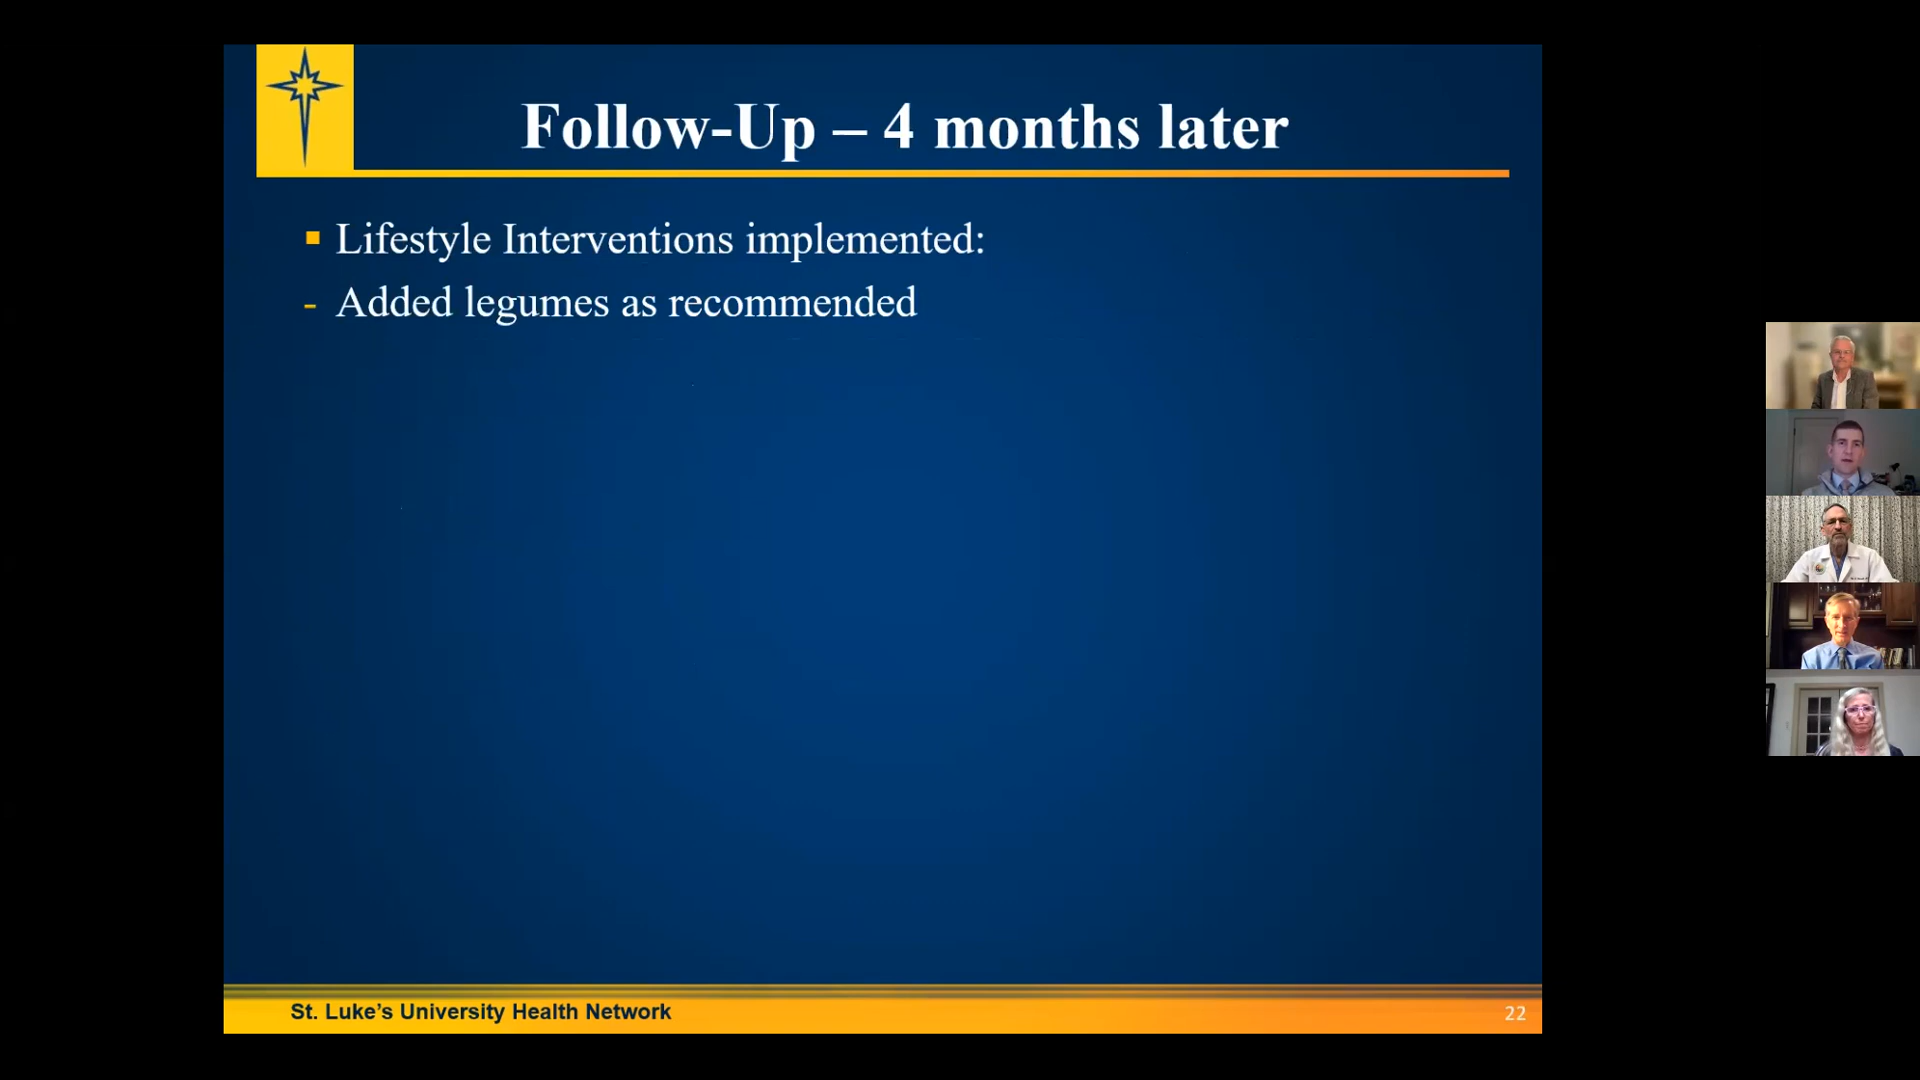 Follow-Up – 4 months later
Lifestyle Interventions implemented:
- Added legumes as recommended
St. Luke's University Health Network
22